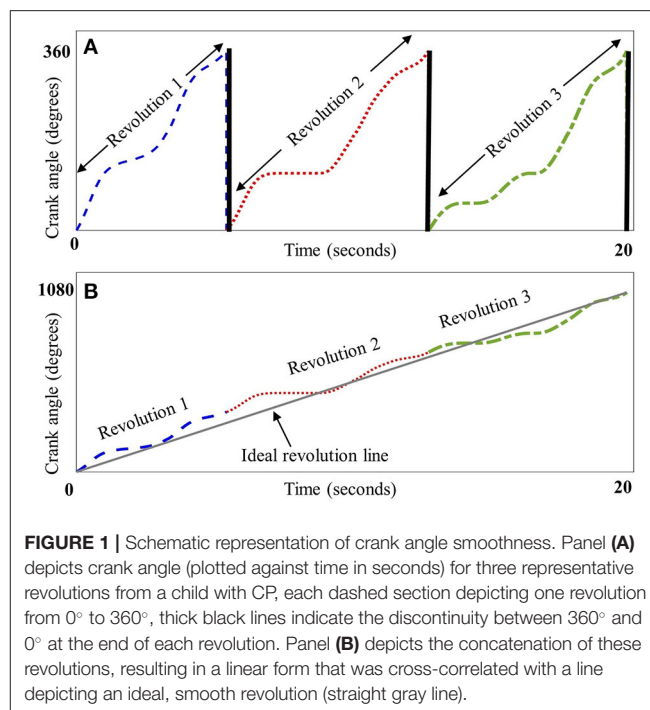 A
360
Crank angle (degrees)
Revolution 1
Revolution 2
Revolution 3
0
Time (seconds)
20
B
1080
Crank angle (degrees)
Revolution 1
Revolution 2
Revolution 3
Ideal revolution line
0
Time (seconds)
20
FIGURE 1 | Schematic representation of crank angle smoothness. Panel (A)
depicts crank angle (plotted against time in seconds) for three representative
revolutions from a child with CP, each dashed section depicting one revolution
from 0° to 360°, thick black lines indicate the discontinuity between 360° and
0° at the end of each revolution. Panel (B) depicts the concatenation of these
revolutions, resulting in a linear form that was cross-correlated with a line
depicting an ideal, smooth revolution (straight gray line).